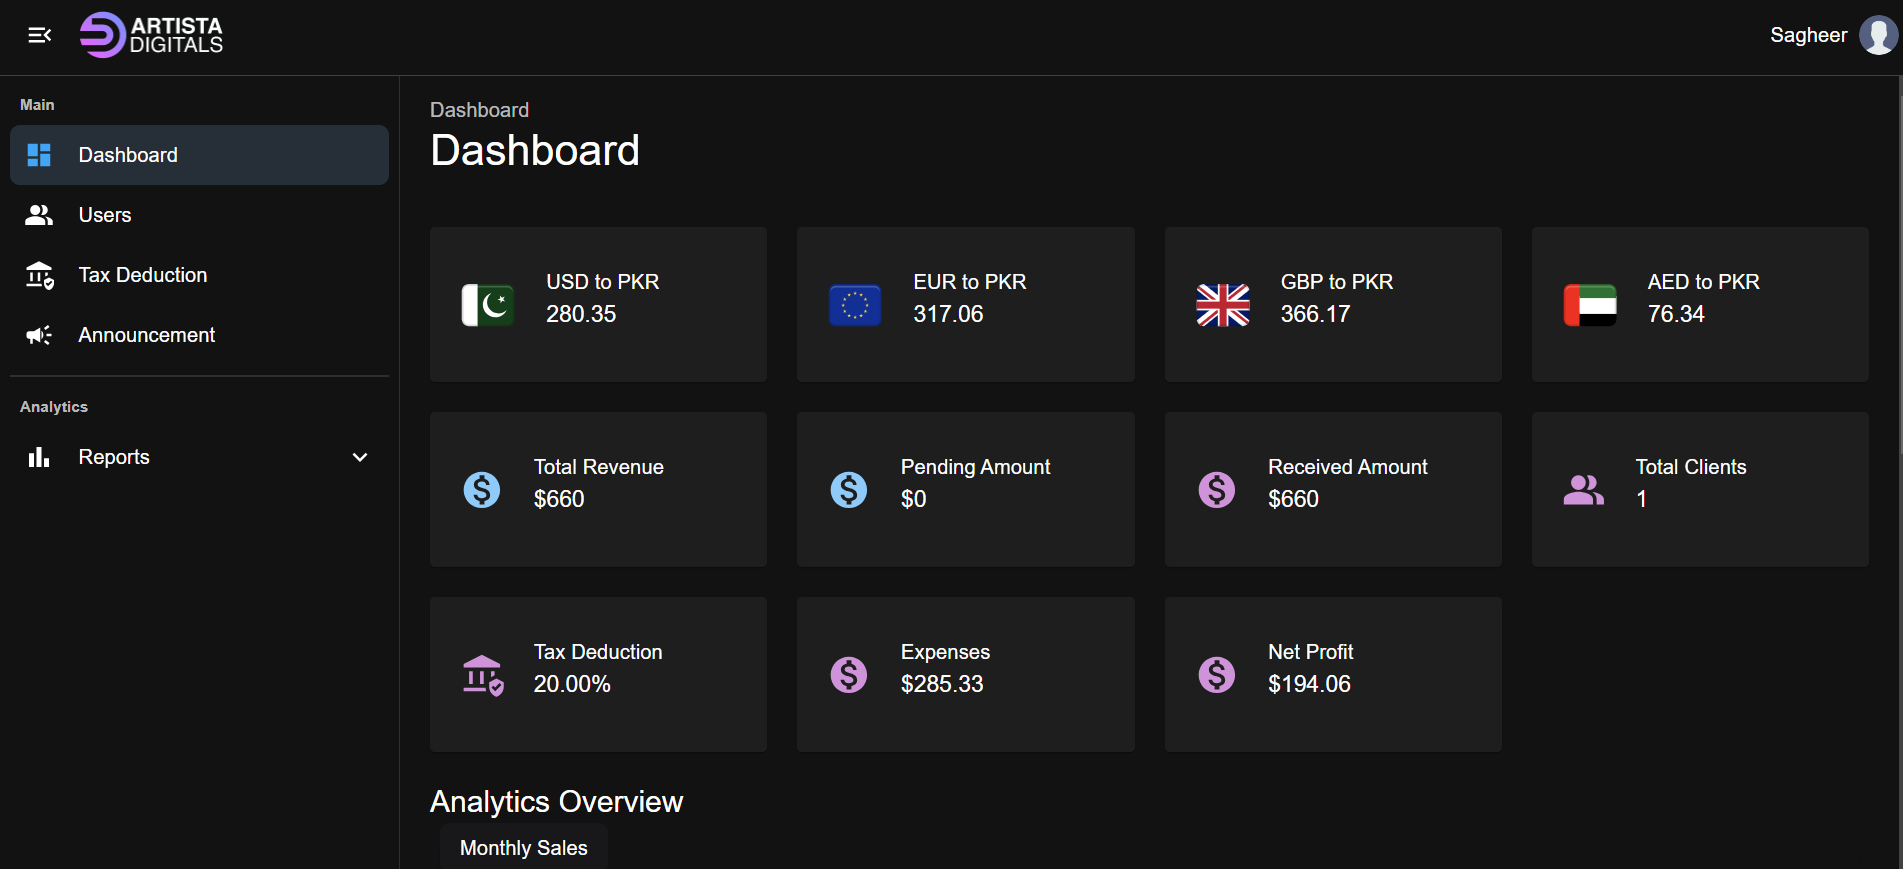 ARTISTA
DIGITALS
Sagheer
Main
Dashboard
Users
Tax Deduction
Announcement
Analytics
Reports
Dashboard
Dashboard
USD to PKR
280.35
EUR to PKR
317.06
GBP to PKR
366.17
AED to PKR
76.34
Total Revenue
$660
Pending Amount
$0
Received Amount
$660
Total Clients
1
Tax Deduction
20.00%
Expenses
$285.33
Net Profit
$194.06
Analytics Overview
Monthly Sales